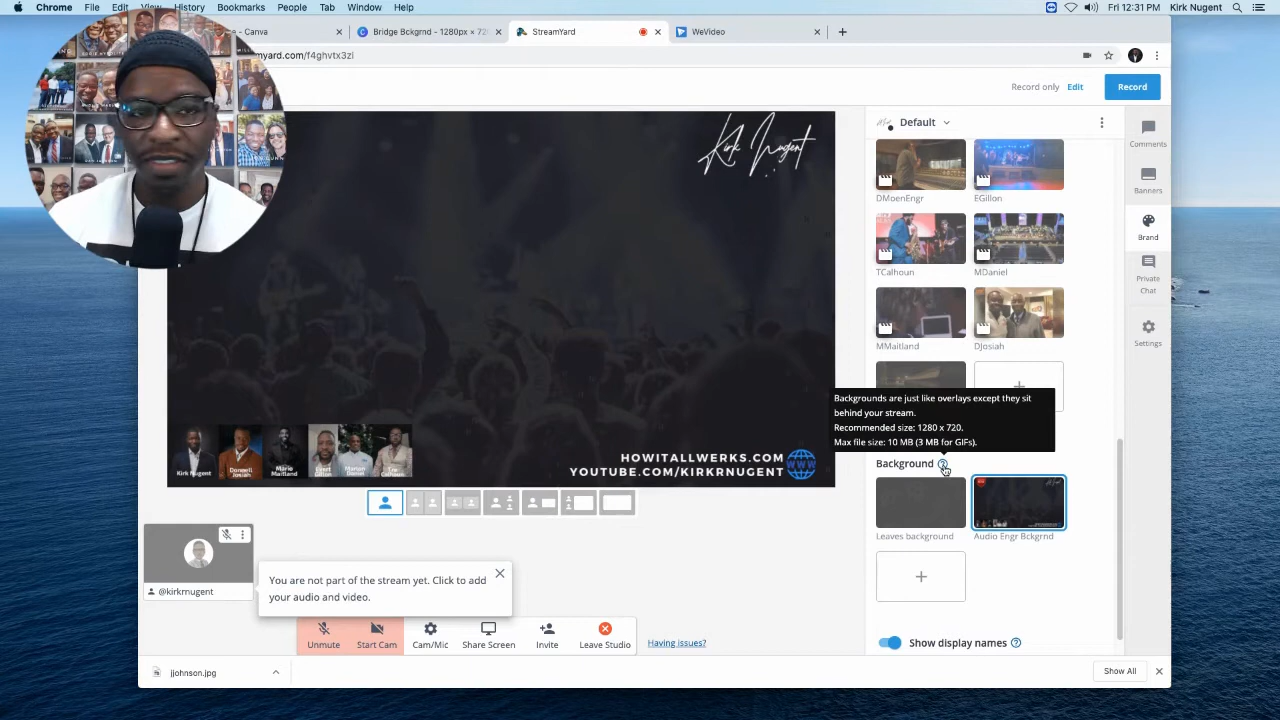 Chrome File Edit View History Bookmarks People Tab Window Help
Fri 12:31 PM Kirk Nugent
- Canva
Bridge Bckgrnd - 1280px × 72
StreamYard
WeVideo
myard.com/f4ghvtx3zi
Record only Edit Record
Kirk Nugent
Default
DMoenEngr
EGillon
TCalhoun
MDaniel
MMaitland
DJosiah
Backgrounds are just like overlays except they sit
behind your stream.
Recommended size: 1280 x 720.
Max file size: 10 MB (3 MB for GIFs).
Background
Leaves background
Audio Engr Bckgrnd
Show display names
Comments
Banners
Brand
Private
Chat
Settings
HOWITALLWERKS.COM
YOUTUBE.COM/KIRKRNUGENT
WWW
Kirk Nugent
@kirkrnugent
You are not part of the stream yet. Click to add
your audio and video.
Unmute
Start Cam
Cam/Mic
Share Screen
Invite
Leave Studio
Having issues?
jjohnson.jpg
Show All